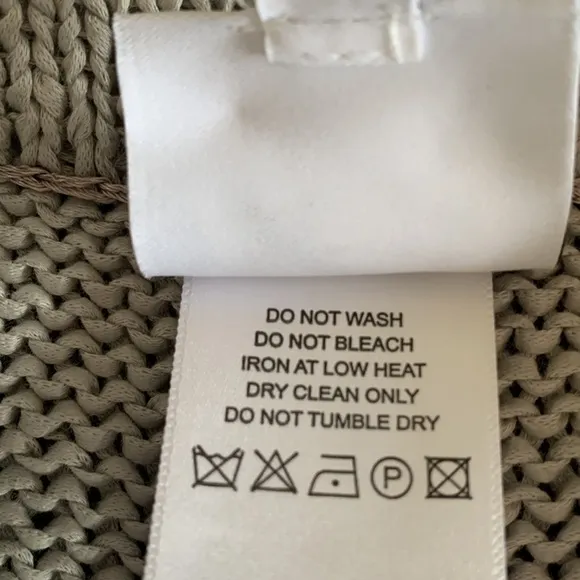 DO NOT WASH
DO NOT BLEACH
IRON AT LOW HEAT
DRY CLEAN ONLY
DO NOT TUMBLE DRY
P